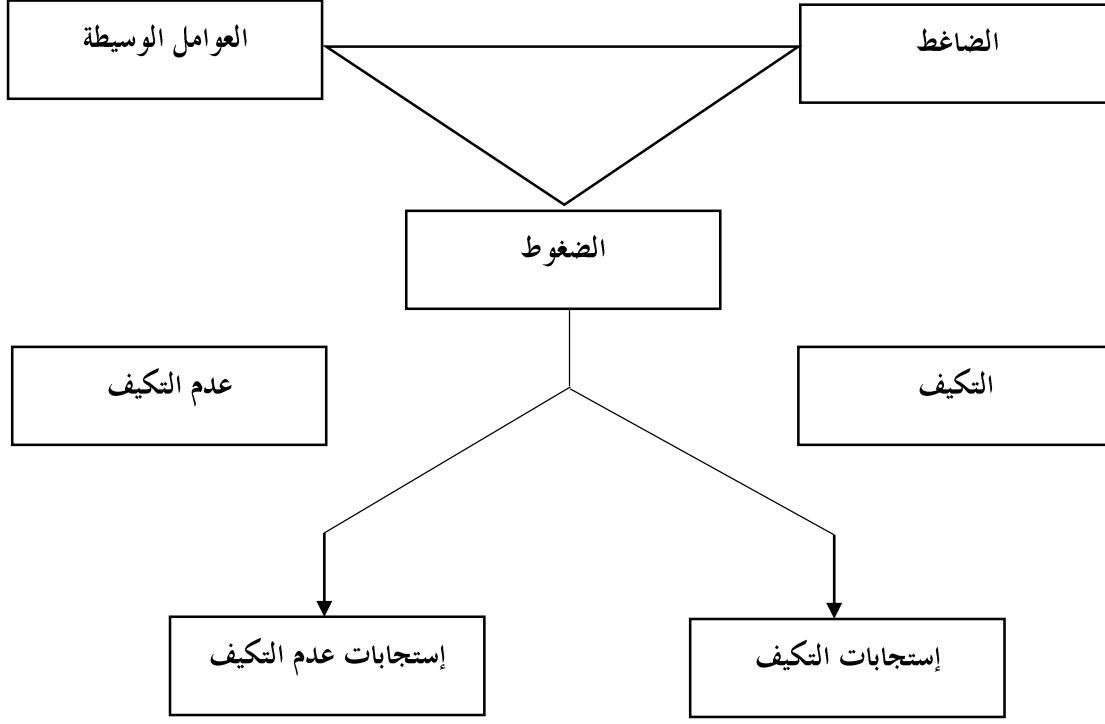 الضاغط
العوامل الوسيطة
الضغوط
التكيف
عدم التكيف
إستجابات التكيف
إستجابات عدم التكيف